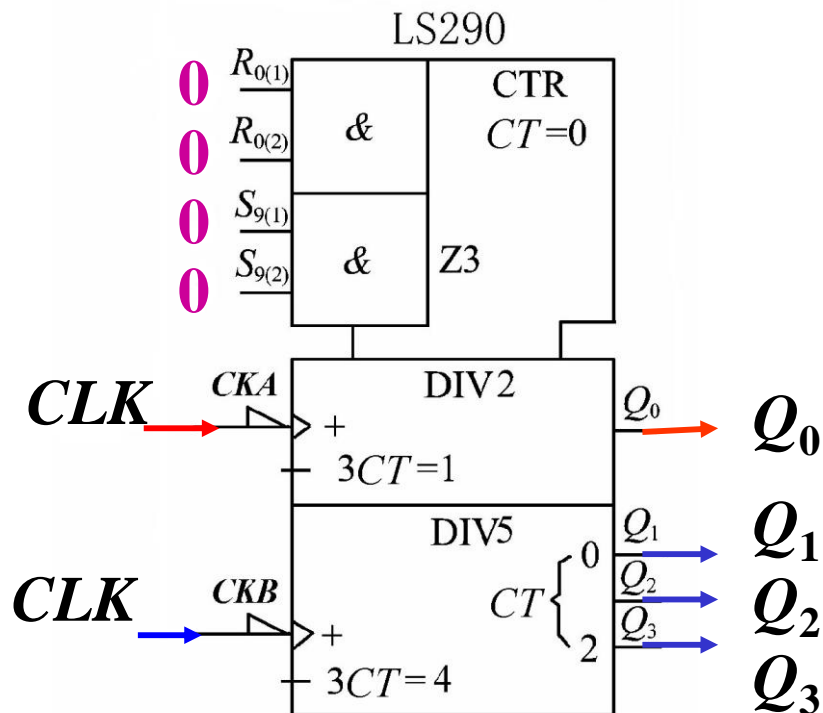 LS290
0 R0(1) & CTR
CT=0
0 R0(2)
0 S9(1) & Z3
0 S9(2)
CLK CKA + DIV2 Q0 Q0
3CT=1
DIV5
CLK CKB + CT { 0 2
Q1 Q1
Q2 Q2
Q3 Q3
3CT=4